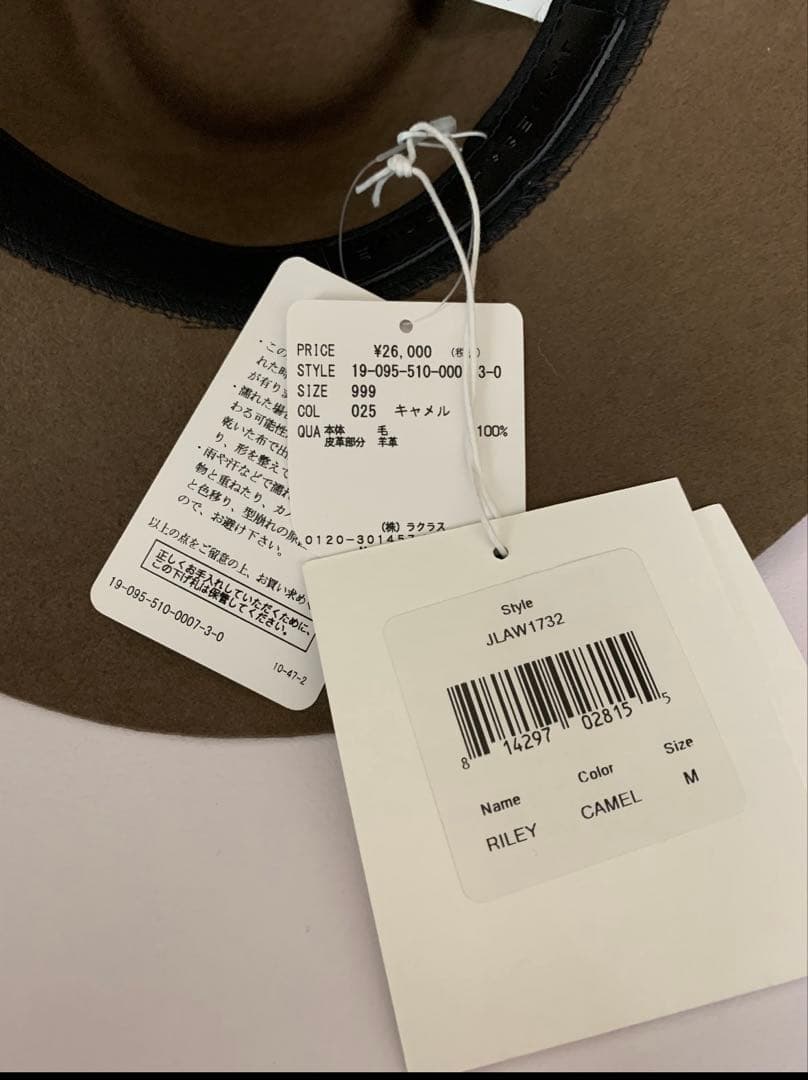 PRICE ¥26,000
STYLE 19-095-510-000 3-0
SIZE 999
COL 025 キャメル
QUA 本体 毛 100%
皮革部分 羊革
(株) ラクラス
0120-301457
・この
れた時
が有り
・濡れた場合
わる可能性
乾いた布で
り、形を整えて
・雨や汗などで濡れ
物と重ねたり、カ
と色移り、型崩れの原
ので、お避け下さい。
以上の点をご留意の上、お買い求め
正しくお手入れしていただくために、
この下げ札は保管してください。
19-095-510-0007-3-0
10-47-2
Style
JLAW1732
8 14297 02815 5
Name Color Size
RILEY CAMEL M